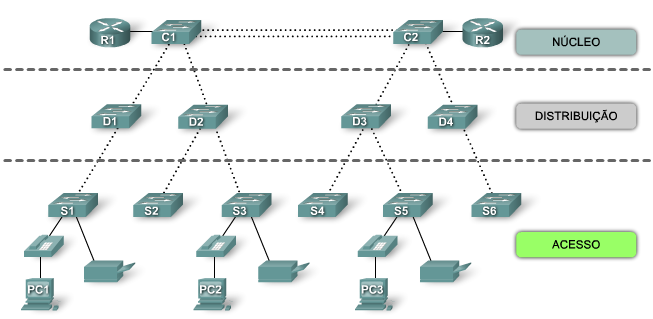 R1
C1
C2
R2
NÚCLEO
D1
D2
D3
D4
DISTRIBUIÇÃO
S1
S2
S3
S4
S5
S6
ACESSO
PC1
PC2
PC3